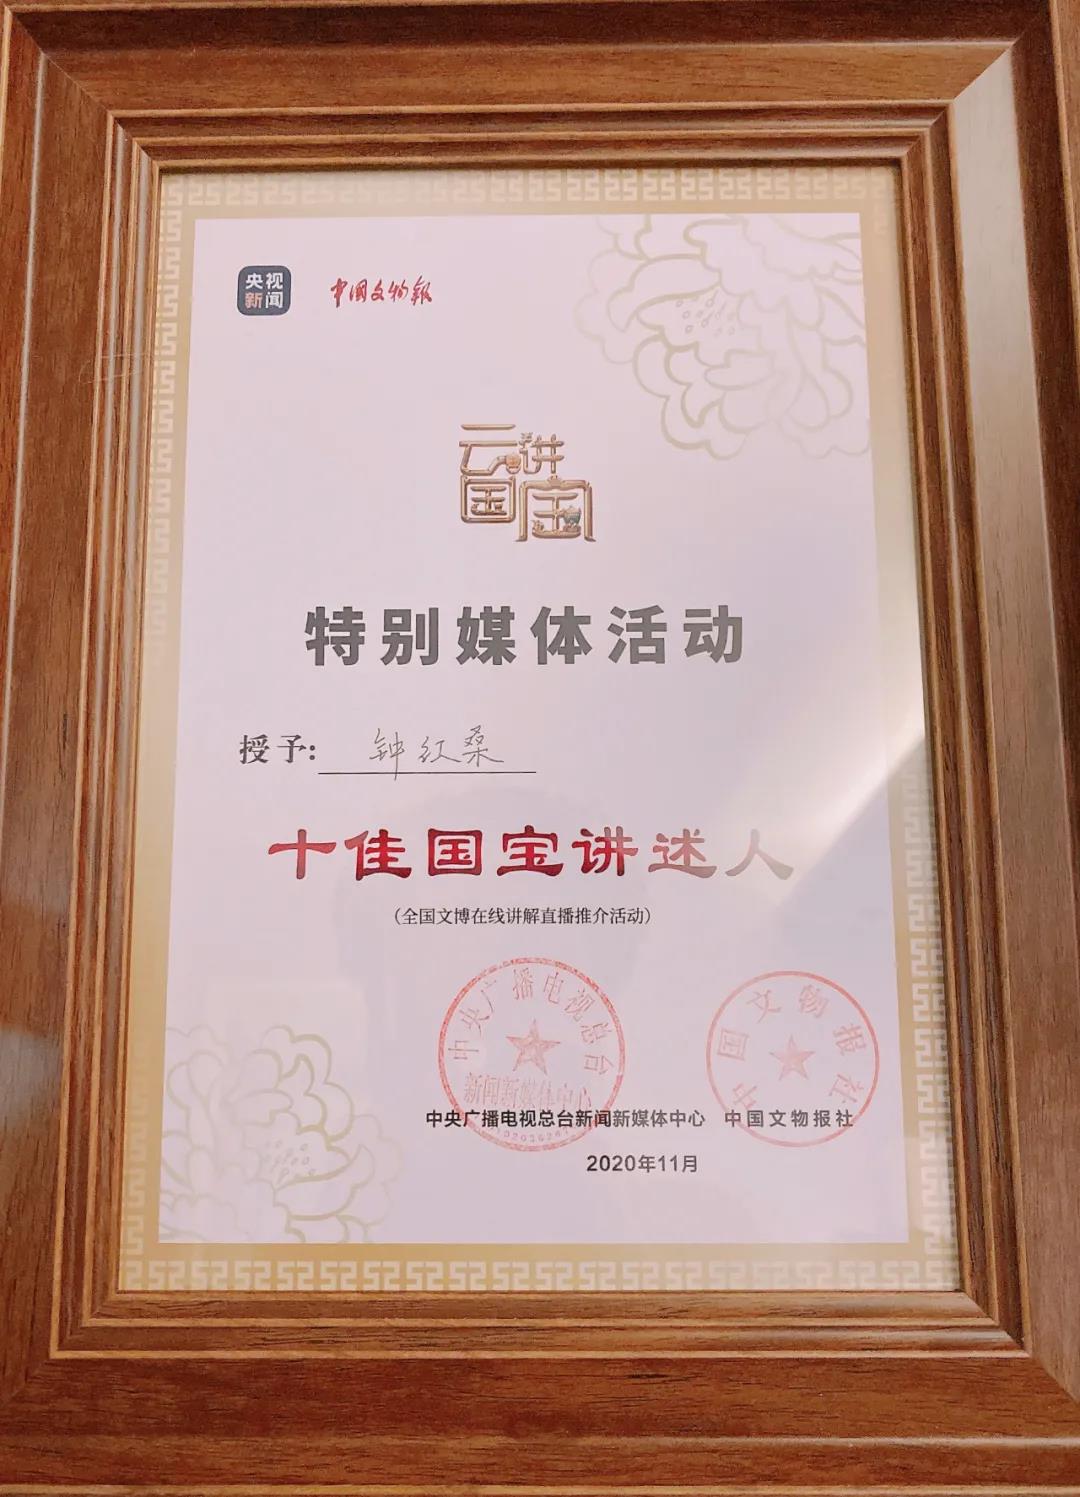 央视
新闻
中国文物报
云讲
国宝
特别媒体活动
授予: 钟红桑
十佳国宝讲述人
（全国文博在线讲解直播推介活动）
中央广播电视总台
新闻新媒体中心
中国文物报社
中央广播电视总台新闻新媒体中心 中国文物报社
2020年11月